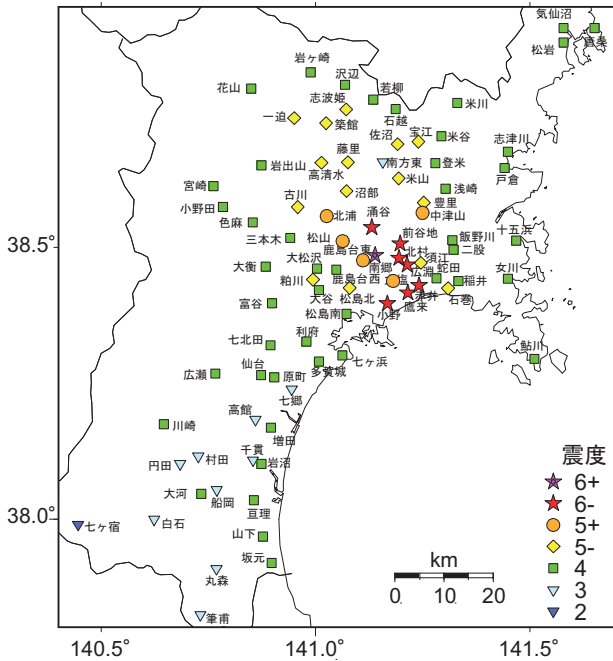 気仙沼
唐桑
松岩
岩ヶ崎
沢辺
花山
志波姫
若柳
石越
米川
一迫
築館
佐沼
宝江
米谷
志津川
藤里
南方東
登米
戸倉
岩出山
高清水
米山
浅崎
宮崎
古川
沼部
豊里
小野田
北浦
涌谷
中津山
色麻
前谷地
飯野川
十五浜
三本木
松山
鹿島台東
北村
二股
38.5°
大衡
大松沢
南郷
須江
女川
粕川
鹿島台西
広淵
蛇田
稲井
大谷
松島北
赤井
石巻
富谷
松島南
小野
鷹来
七北田
利府
鮎川
仙台
多賀城
七ヶ浜
広瀬
原町
七郷
高館
川崎
増田
千貫
村田
円田
岩沼
大河
船岡
亘理
38.0°
七ヶ宿
白石
山下
坂元
丸森
筆甫
震度
6+
6-
5+
5-
4
3
2
km
0 10 20
140.5° 141.0° 141.5°